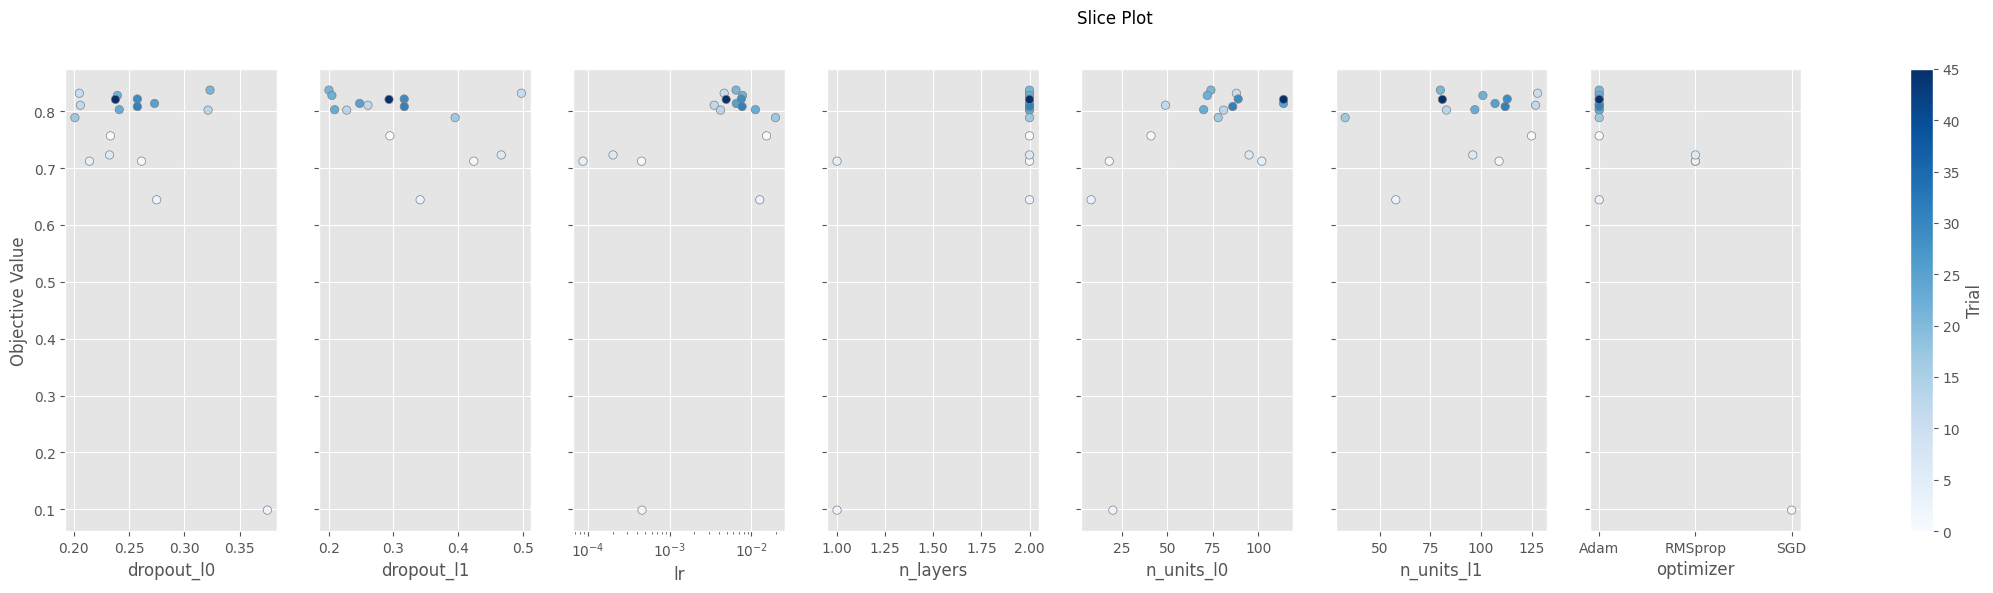 Slice Plot
Objective Value
0.8
0.7
0.6
0.5
0.4
0.3
0.2
0.1
0.20 0.25 0.30 0.35
dropout_l0
0.2 0.3 0.4 0.5
dropout_l1
10⁻⁴ 10⁻³ 10⁻²
lr
1.00 1.25 1.50 1.75 2.00
n_layers
25 50 75 100
n_units_l0
50 75 100 125
n_units_l1
Adam RMSprop SGD
optimizer
45
40
35
30
25
20
15
10
5
0
Trial